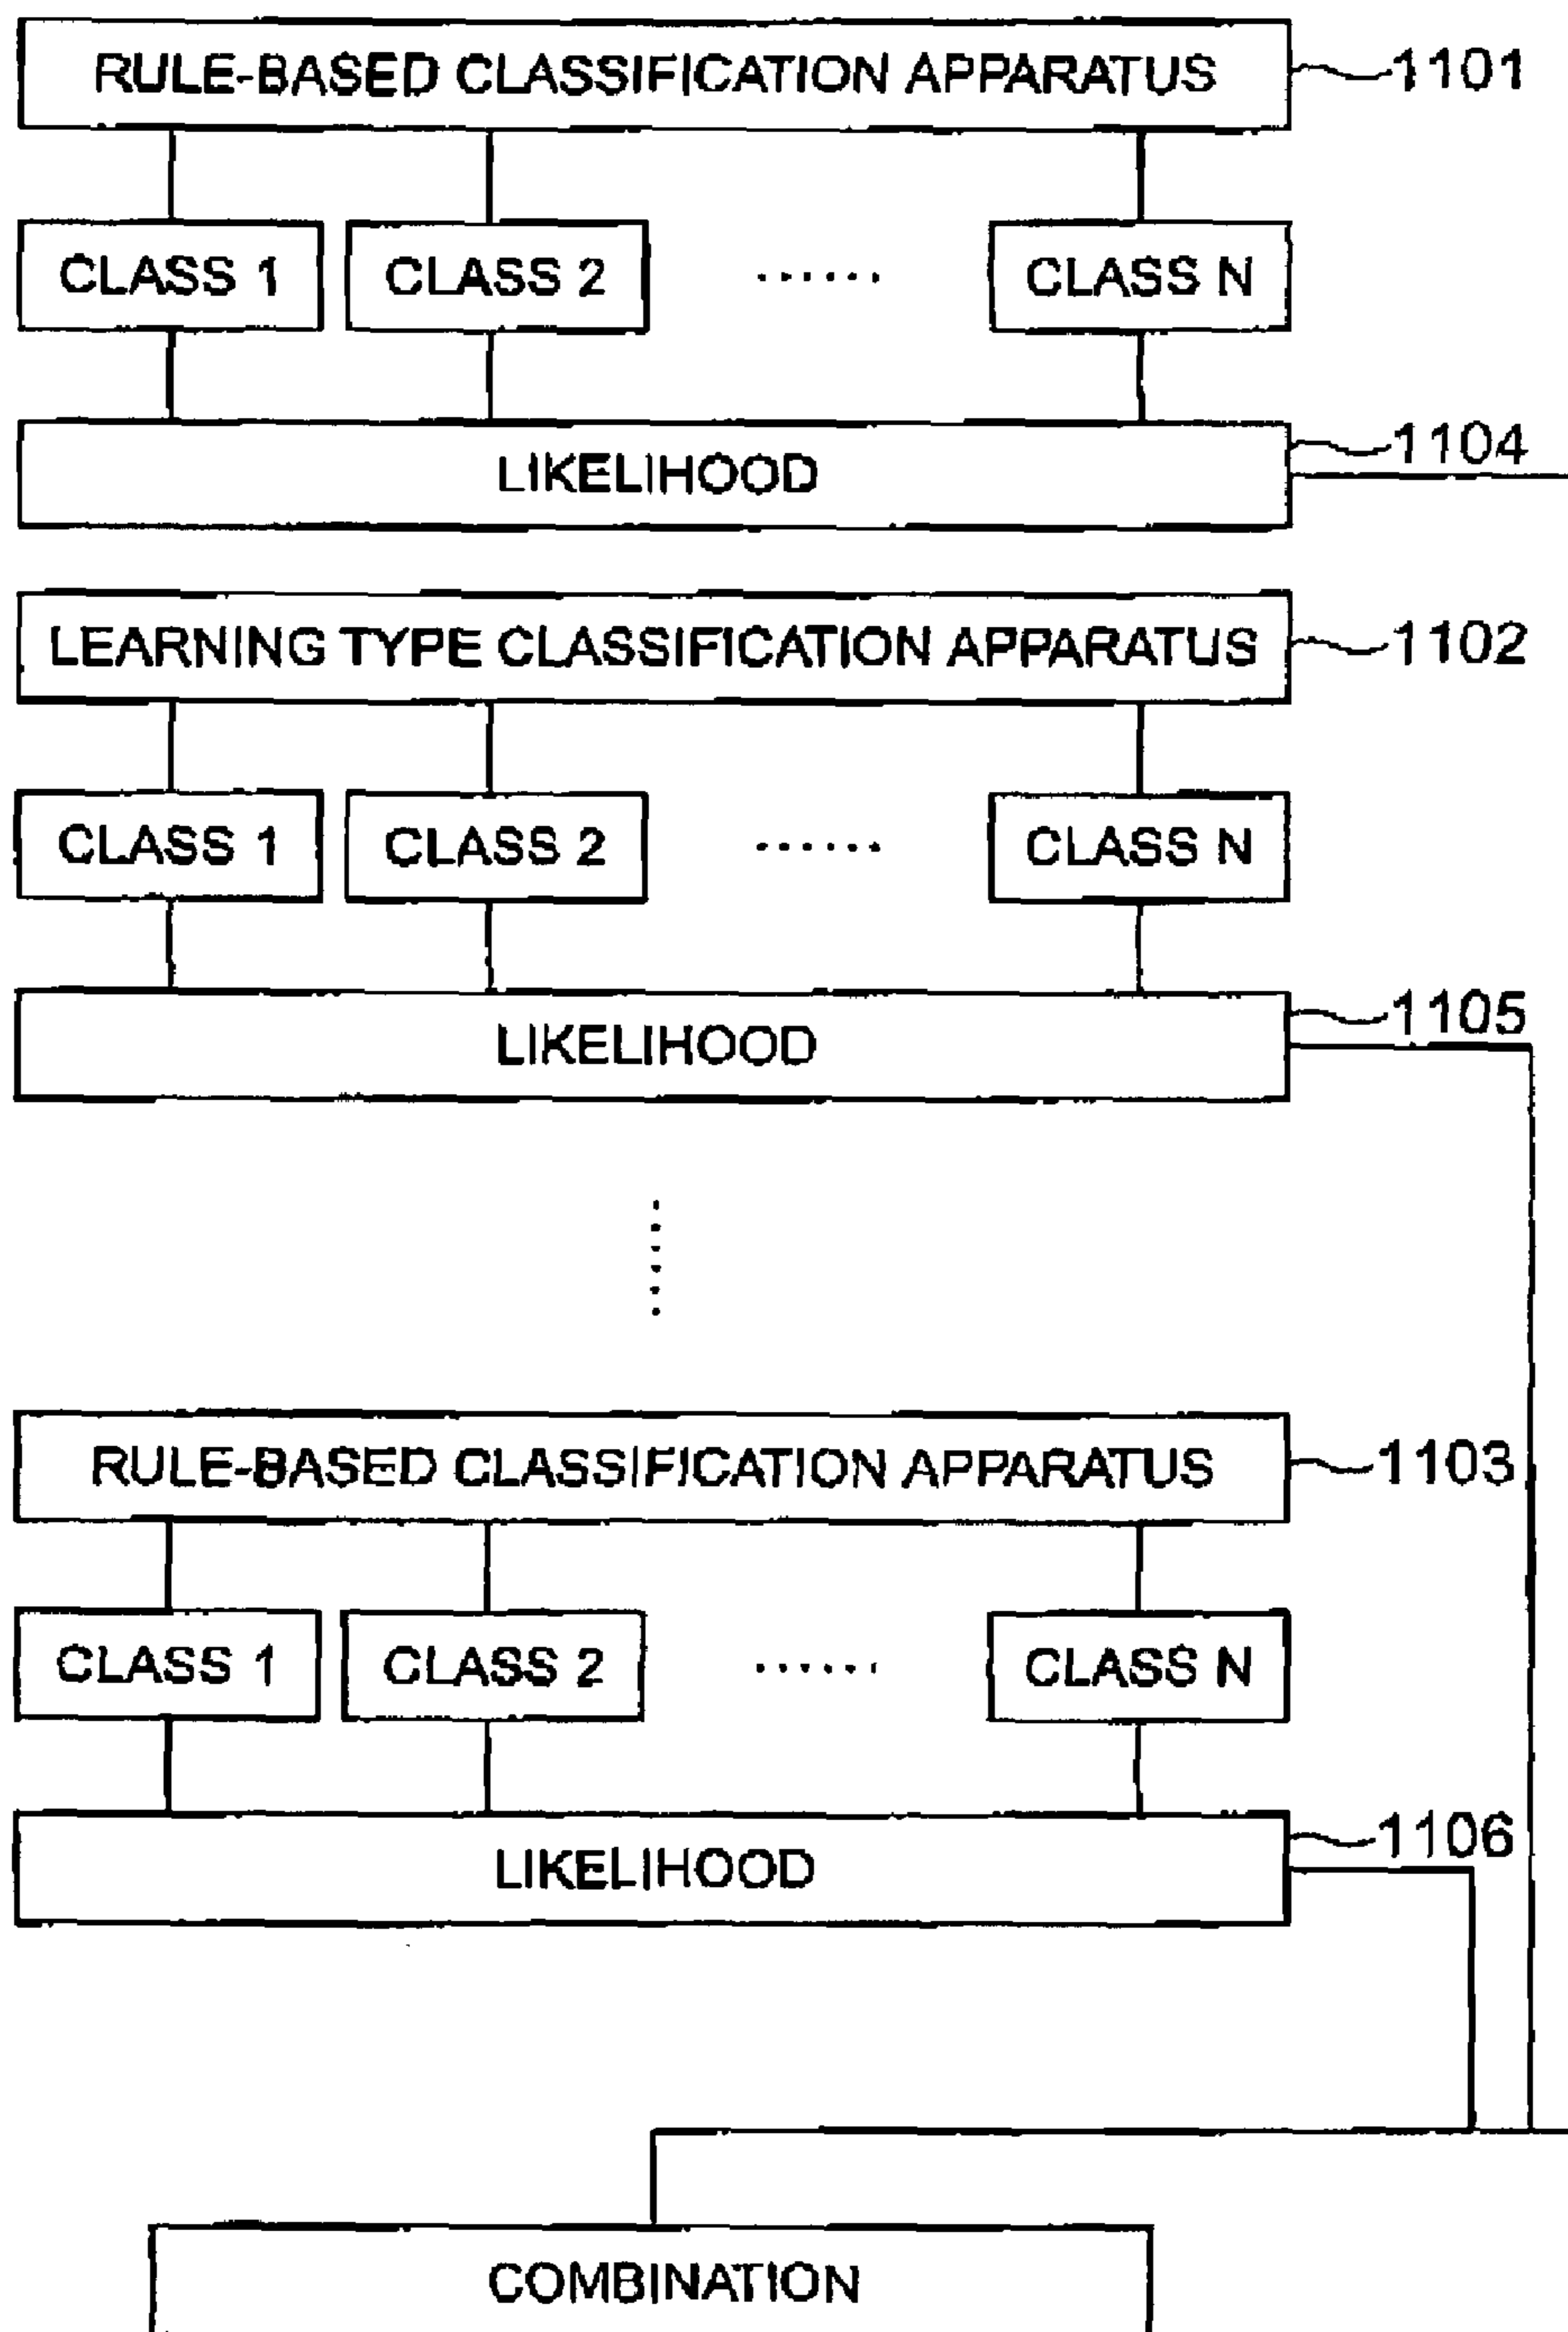 RULE-BASED CLASSIFICATION APPARATUS 1101
CLASS 1 CLASS 2 ...... CLASS N
LIKELIHOOD 1104
LEARNING TYPE CLASSIFICATION APPARATUS 1102
CLASS 1 CLASS 2 ...... CLASS N
LIKELIHOOD 1105
RULE-BASED CLASSIFICATION APPARATUS 1103
CLASS 1 CLASS 2 ...... CLASS N
LIKELIHOOD 1106
COMBINATION